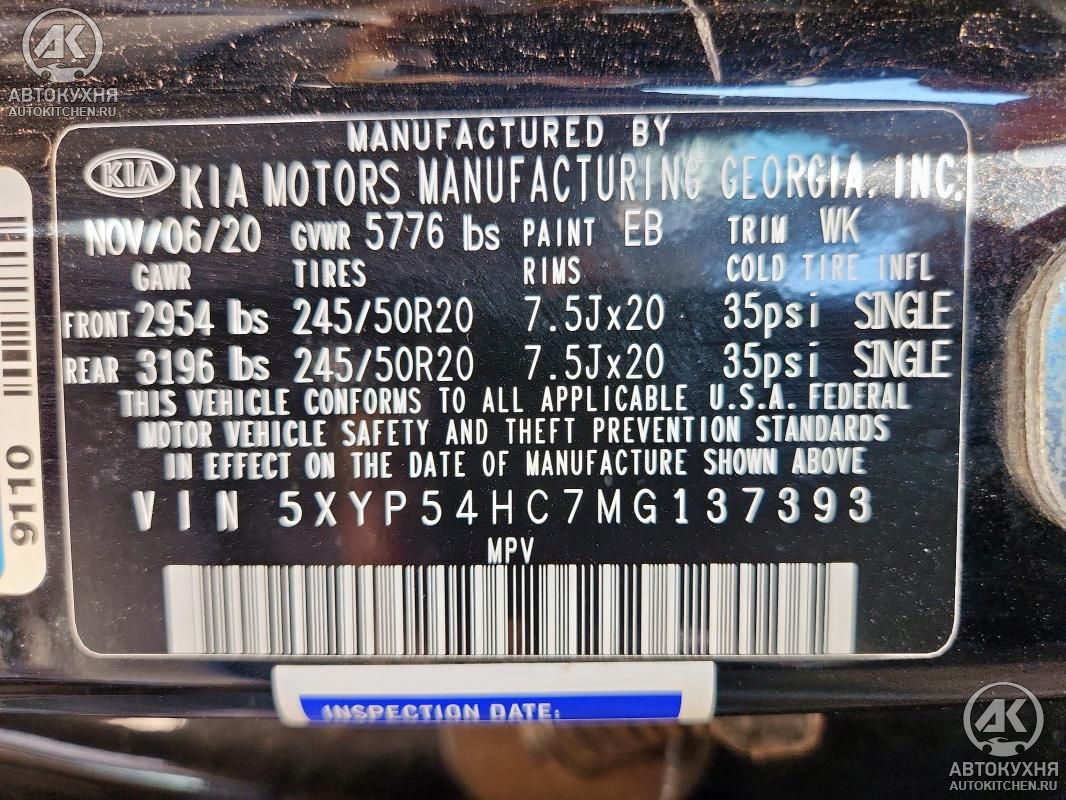 АК
АВТОКУХНЯ
AUTOKITCHEN.RU
MANUFACTURED BY
KIA KIA MOTORS MANUFACTURING GEORGIA, INC.
NOV/06/20 GVWR 5776 lbs PAINT EB TRIM WK
GAWR TIRES RIMS COLD TIRE INFL
FRONT 2954 lbs 245/50R20 7.5Jx20 35psi SINGLE
REAR 3196 lbs 245/50R20 7.5Jx20 35psi SINGLE
THIS VEHICLE CONFORMS TO ALL APPLICABLE U.S.A. FEDERAL
MOTOR VEHICLE SAFETY AND THEFT PREVENTION STANDARDS
IN EFFECT ON THE DATE OF MANUFACTURE SHOWN ABOVE
VIN 5XYP54HC7MG137393
MPV
9110
INSPECTION DATE:
АК
АВТОКУХНЯ
AUTOKITCHEN.RU